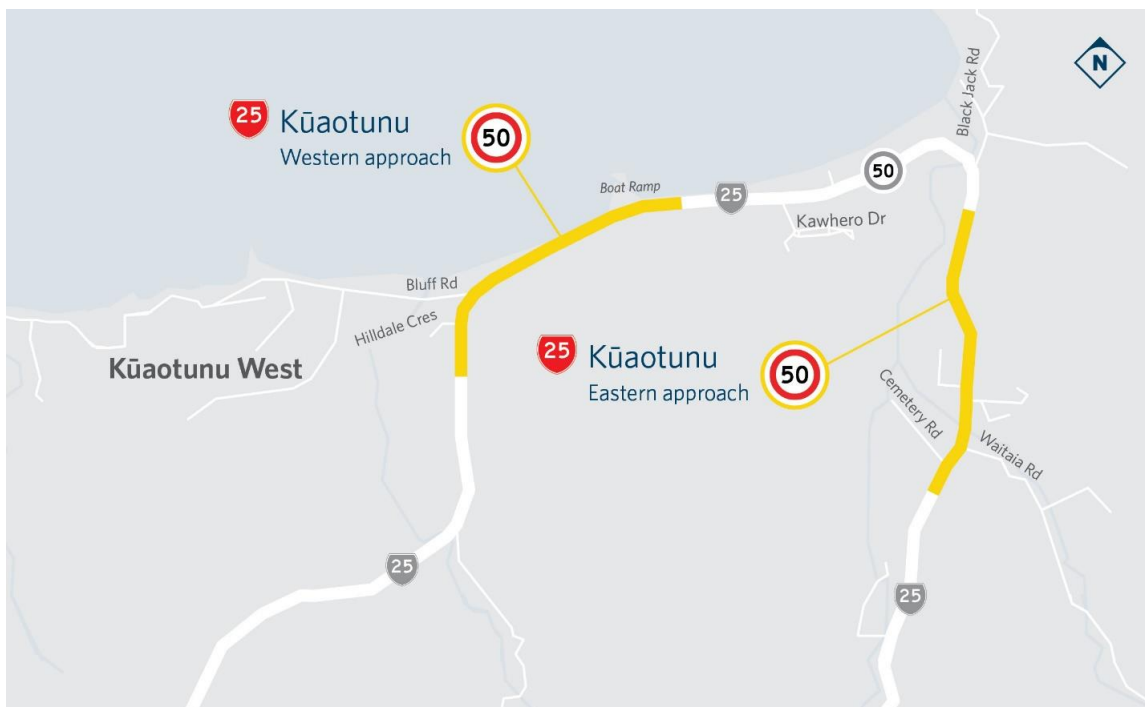 N
Black Jack Rd
25
Kūaotunu
Western approach
50
50
Boat Ramp
25
Kawhero Dr
Bluff Rd
Hilldale Cres
Kūaotunu West
25
Kūaotunu
Eastern approach
50
Cemetery Rd
Waitaia Rd
25
25